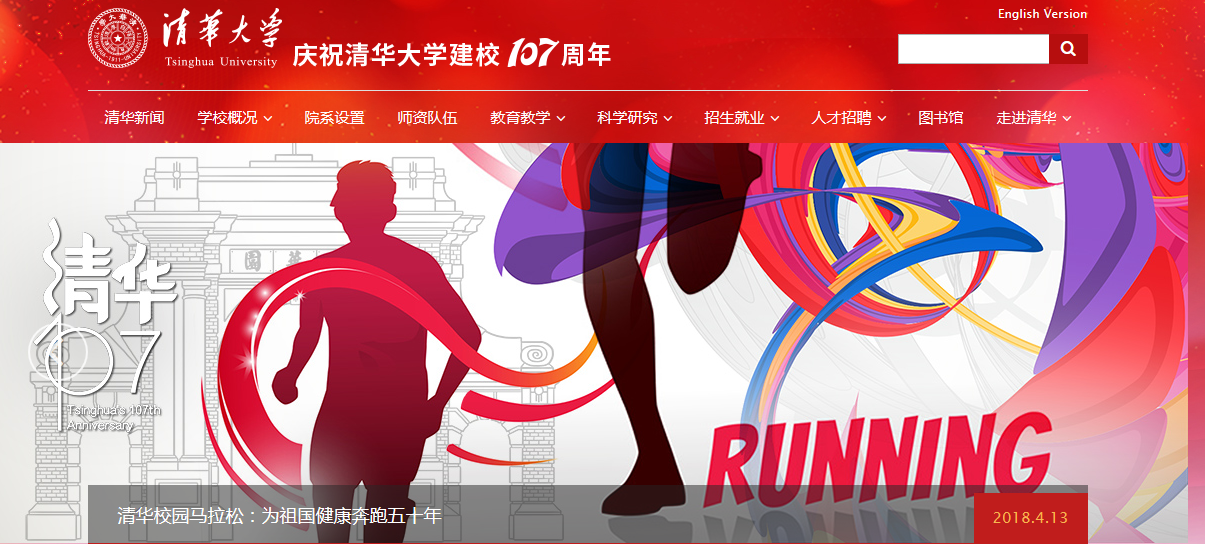 English Version
清華大学
Tsinghua University
庆祝清华大学建校 107 周年
清华新闻 学校概况 院系设置 师资队伍 教育教学 科学研究 招生就业 人才招聘 图书馆 走进清华
清华
107
Tsinghua's 107th
Anniversary
RUNNING
清华校园马拉松：为祖国健康奔跑五十年
2018.4.13